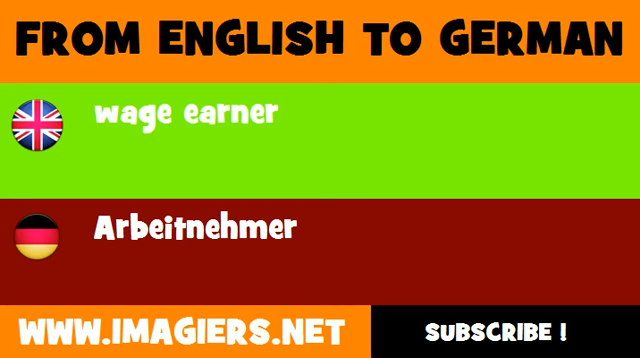 FROM ENGLISH TO GERMAN
wage earner
Arbeitnehmer
WWW.IMAGIERS.NET
SUBSCRIBE !